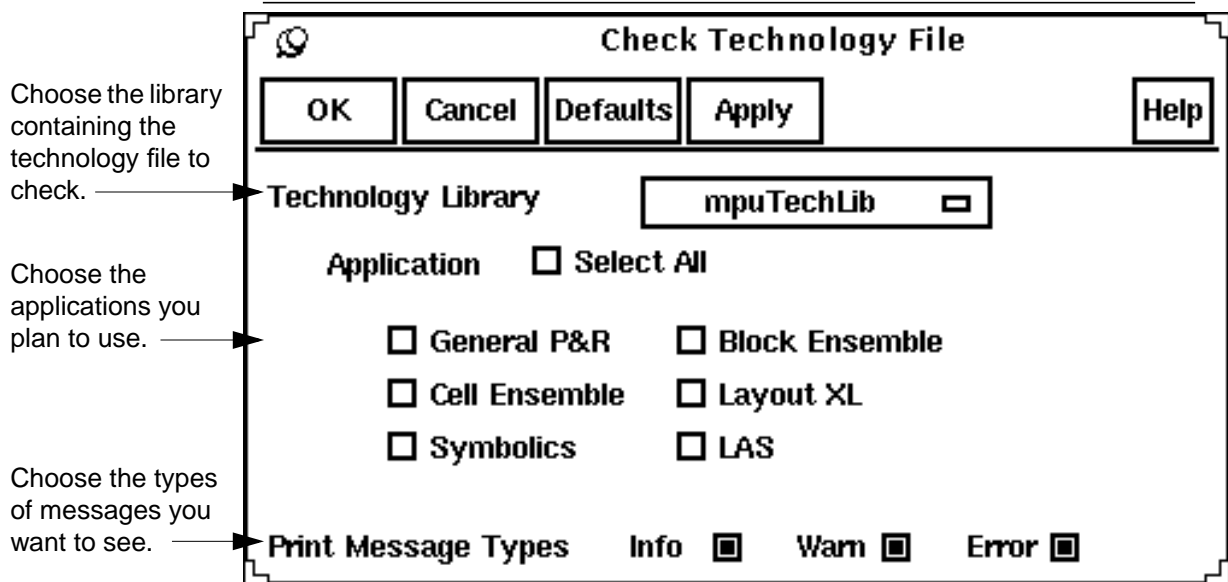 Check Technology File
OK Cancel Defaults Apply Help
Choose the library
containing the
technology file to
check.
Technology Library mpuTechLib
Application Select All
Choose the
applications you
plan to use.
General P&R Block Ensemble
Cell Ensemble Layout XL
Symbolics LAS
Choose the types
of messages you
want to see.
Print Message Types Info Warn Error